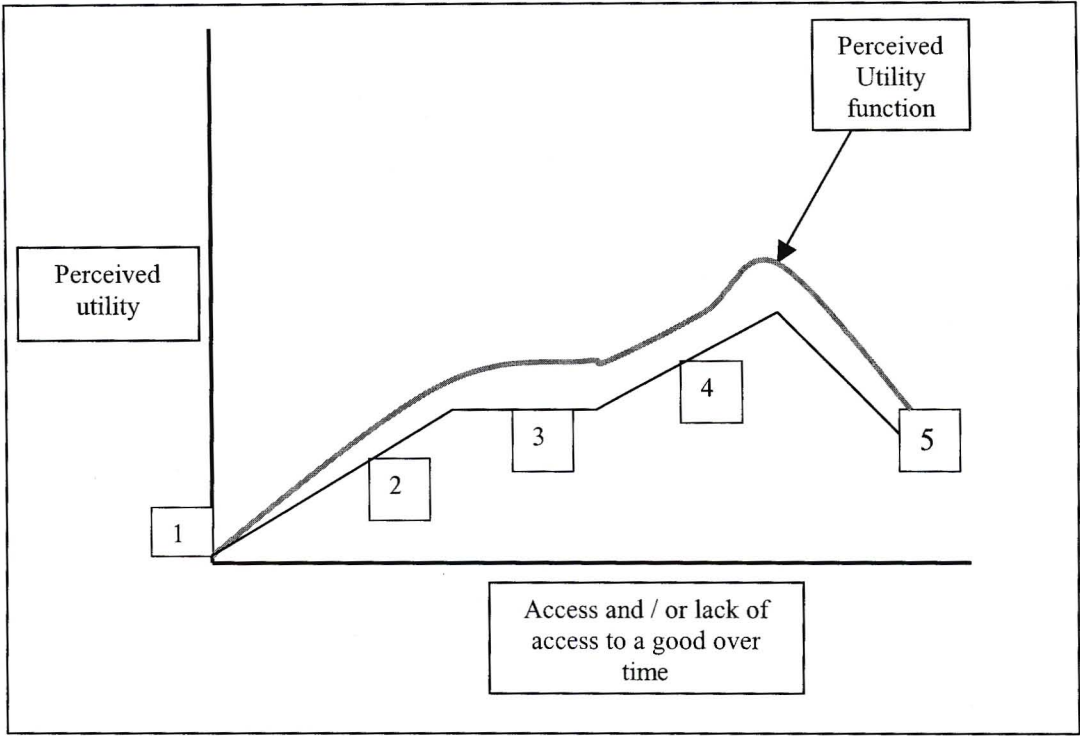 Perceived
Utility
function
Perceived
utility
1
2
3
4
5
Access and / or lack of
access to a good over
time